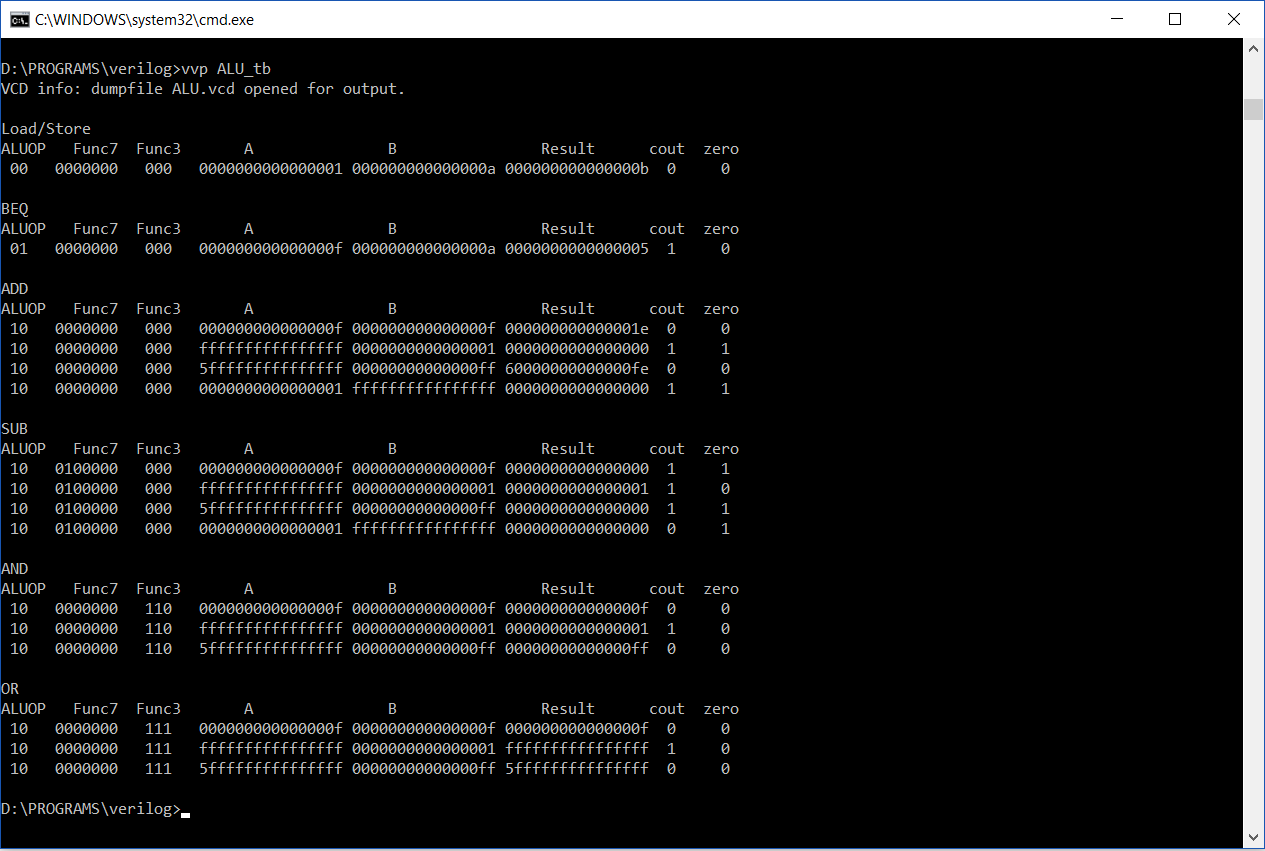 C:\WINDOWS\system32\cmd.exe
D:\PROGRAMS\verilog>vvp ALU_tb
VCD info: dumpfile ALU.vcd opened for output.
Load/Store
ALUOP Func7 Func3 A B Result cout zero
00 0000000 000 0000000000000001 000000000000000a 000000000000000b 0 0
BEQ
ALUOP Func7 Func3 A B Result cout zero
01 0000000 000 000000000000000f 000000000000000a 0000000000000005 1 0
ADD
ALUOP Func7 Func3 A B Result cout zero
10 0000000 000 000000000000000f 000000000000000f 000000000000001e 0 0
10 0000000 000 ffffffffffffffff 0000000000000001 0000000000000000 1 1
10 0000000 000 5fffffffffffffff 00000000000000ff 60000000000000fe 0 0
10 0000000 000 0000000000000001 ffffffffffffffff 0000000000000000 1 1
SUB
ALUOP Func7 Func3 A B Result cout zero
10 0100000 000 000000000000000f 000000000000000f 0000000000000000 1 1
10 0100000 000 ffffffffffffffff 0000000000000001 0000000000000001 1 0
10 0100000 000 5fffffffffffffff 00000000000000ff 0000000000000000 1 1
10 0100000 000 0000000000000001 ffffffffffffffff 0000000000000000 0 1
AND
ALUOP Func7 Func3 A B Result cout zero
10 0000000 110 000000000000000f 000000000000000f 000000000000000f 0 0
10 0000000 110 ffffffffffffffff 0000000000000001 0000000000000001 1 0
10 0000000 110 5fffffffffffffff 00000000000000ff 00000000000000ff 0 0
OR
ALUOP Func7 Func3 A B Result cout zero
10 0000000 111 000000000000000f 000000000000000f 000000000000000f 0 0
10 0000000 111 ffffffffffffffff 0000000000000001 ffffffffffffffff 1 0
10 0000000 111 5fffffffffffffff 00000000000000ff 5fffffffffffffff 0 0
D:\PROGRAMS\verilog>